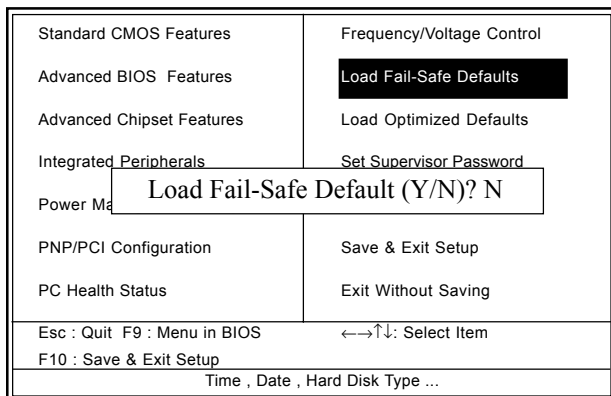 Standard CMOS Features
Advanced BIOS Features
Advanced Chipset Features
Integrated Peripherals
Power Ma
PNP/PCI Configuration
PC Health Status
Frequency/Voltage Control
Load Fail-Safe Defaults
Load Optimized Defaults
Set Supervisor Password
Save & Exit Setup
Exit Without Saving
Load Fail-Safe Default (Y/N)? N
Esc : Quit F9 : Menu in BIOS
←→↑↓: Select Item
F10 : Save & Exit Setup
Time , Date , Hard Disk Type ...